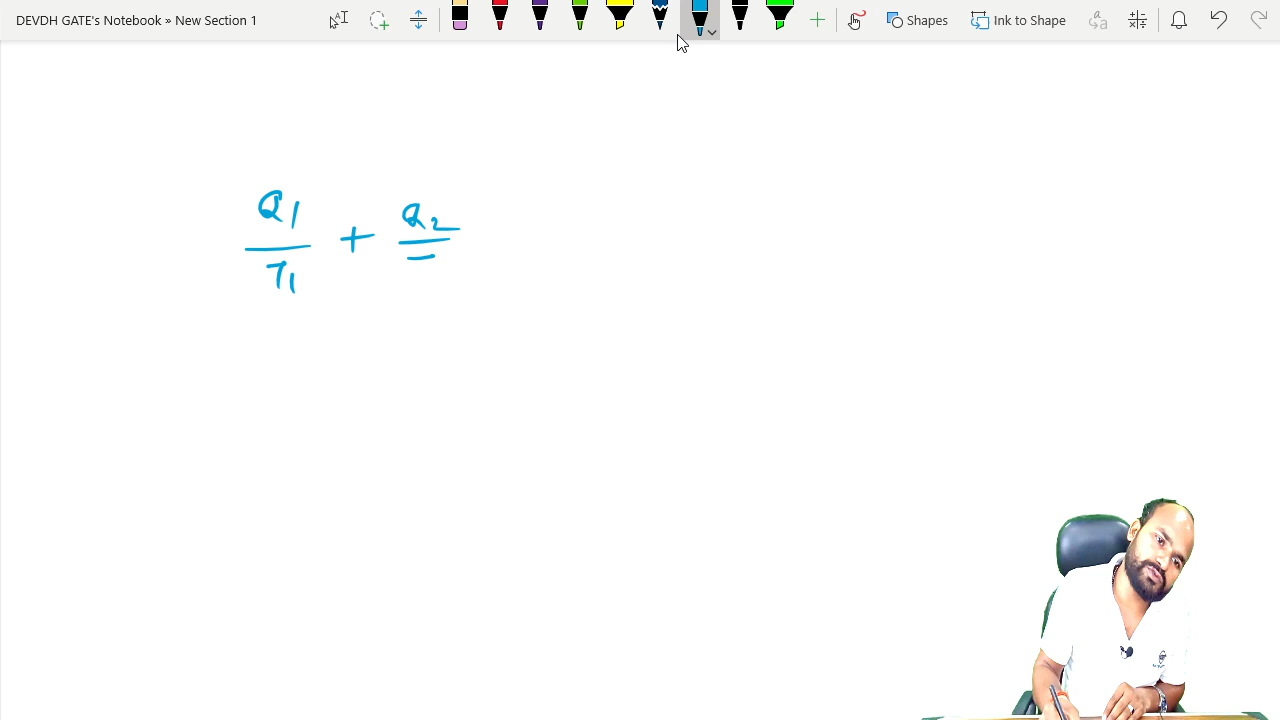 DEVDH GATE's Notebook » New Section 1
Shapes
Ink to Shape
Q1 + Q2
T1